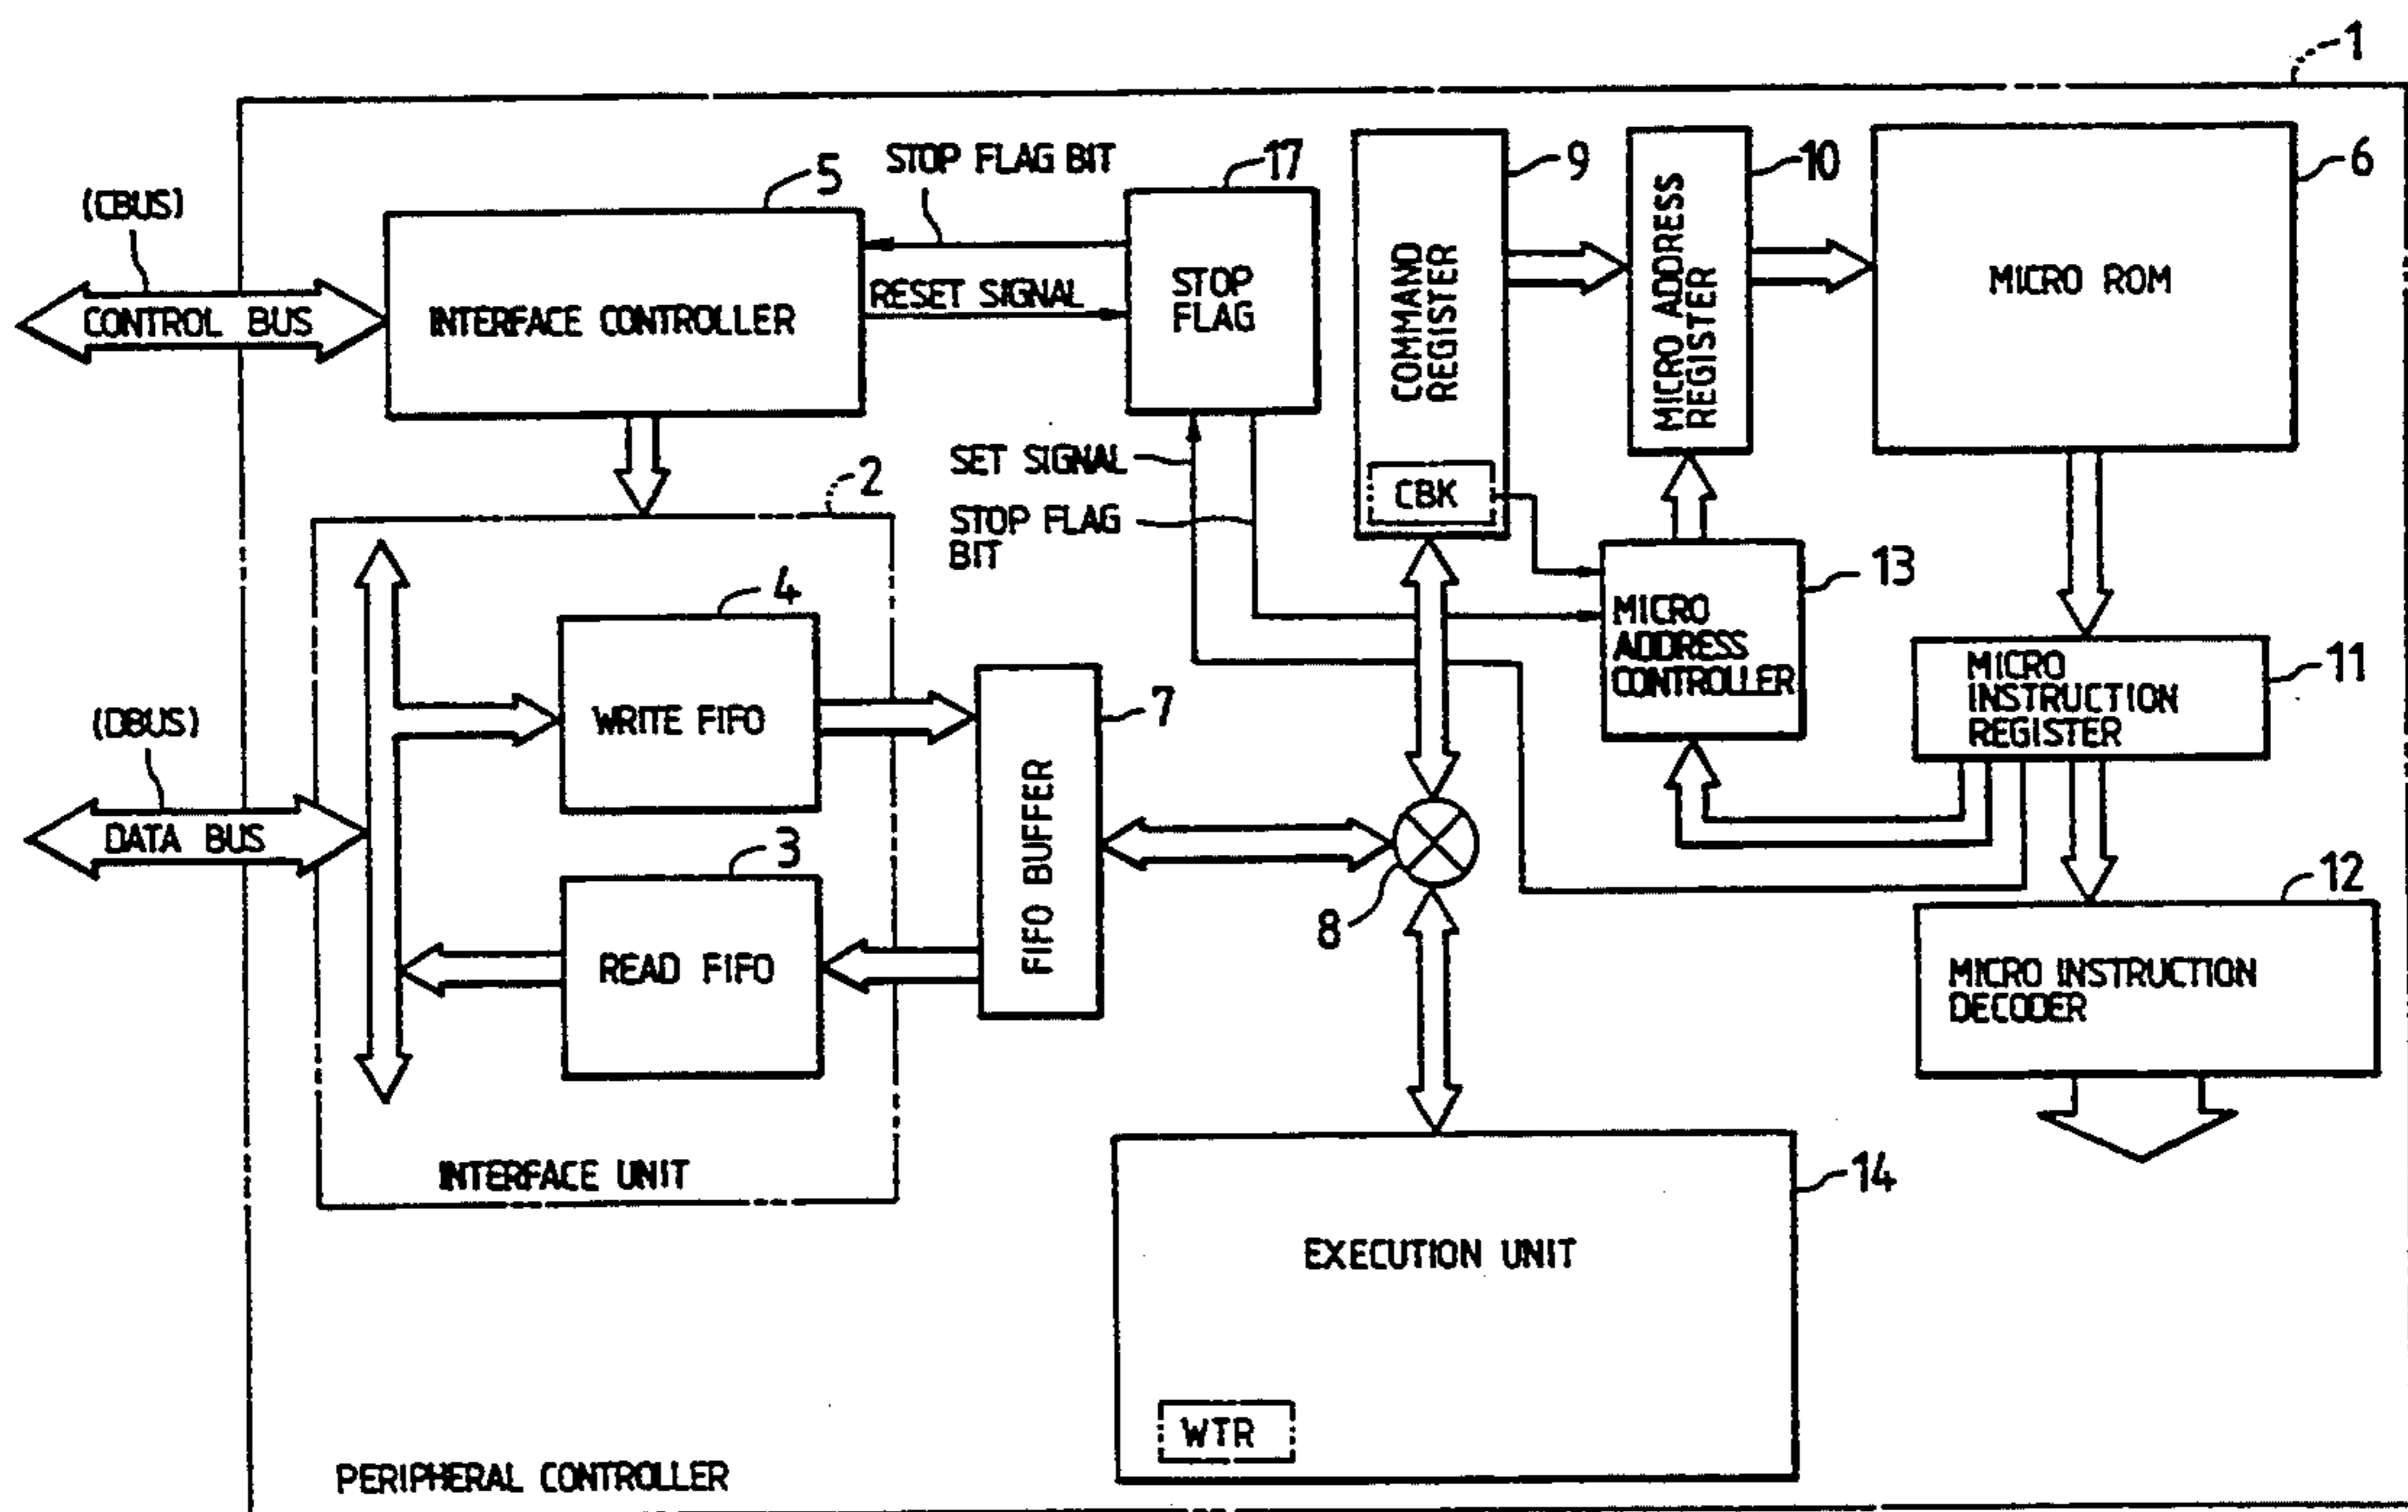 1
STOP FLAG BIT
17
9
10
6
5
(CBUS)
CONTROL BUS
INTERFACE CONTROLLER
RESET SIGNAL
STOP
FLAG
COMMAND
REGISTER
MICRO ADDRESS
REGISTER
MICRO ROM
SET SIGNAL
CBK
2
STOP FLAG
BIT
13
4
MICRO
ADDRESS
CONTROLLER
MICRO
INSTRUCTION
REGISTER
11
(DBUS)
WRITE FIFO
7
DATA BUS
FIFO BUFFER
3
8
12
READ FIFO
MICRO INSTRUCTION
DECODER
INTERFACE UNIT
14
EXECUTION UNIT
WTR
PERIPHERAL CONTROLLER